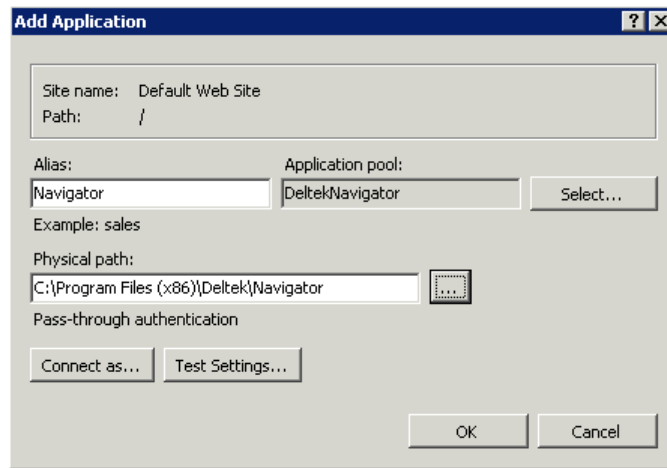 Add Application
Site name: Default Web Site
Path: /
Alias: Application pool:
Navigator DeltekNavigator Select...
Example: sales
Physical path:
C:\Program Files (x86)\Deltek\Navigator ...
Pass-through authentication
Connect as... Test Settings...
OK Cancel